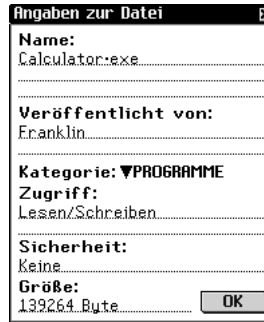 Angaben zur Datei
Name:
Calculator.exe
Veröffentlicht von:
Franklin
Kategorie: ▼PROGRAMME
Zugriff:
Lesen/Schreiben
Sicherheit:
Keine
Größe:
139264 Byte
OK